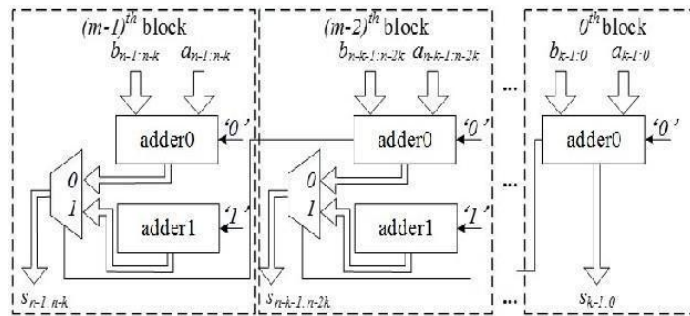 (m-1)th block
(m-2)th block
0th block
bn-1:n-k an-1:n-k
bn-k-1:n-2k an-k-1:n-2k
bk-1:0 ak-1:0
...
adder0 ‘0’
adder0 ‘0’
adder0 ‘0’
0
0
...
1
1
adder1 ‘1’
adder1 ‘1’
sn-1:n-k
sn-k-1:n-2k
...
sk-1:0